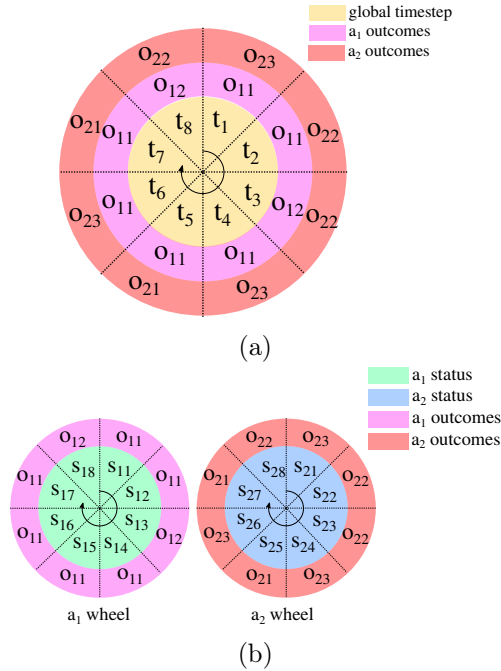 global timestep
a₁ outcomes
a₂ outcomes
o₂₂ o₂₃
o₁₂ o₁₁
t₈ t₁
o₂₁ o₁₁ t₇ t₂ o₁₁ o₂₂
o₂₃ o₁₁ t₆ t₃ o₁₂ o₂₂
t₅ t₄
o₁₁ o₁₁
o₂₁ o₂₃
(a)
a₁ status
a₂ status
a₁ outcomes
a₂ outcomes
o₁₂ o₁₁
s₁₈ s₁₁
o₁₁ s₁₇ s₁₂ o₁₁
o₁₁ s₁₆ s₁₃ o₁₂
s₁₅ s₁₄
o₁₁ o₁₁
a₁ wheel
o₂₂ o₂₃
s₂₈ s₂₁
o₂₁ s₂₇ s₂₂ o₂₂
o₂₃ s₂₆ s₂₃ o₂₂
s₂₅ s₂₄
o₂₁ o₂₃
a₂ wheel
(b)